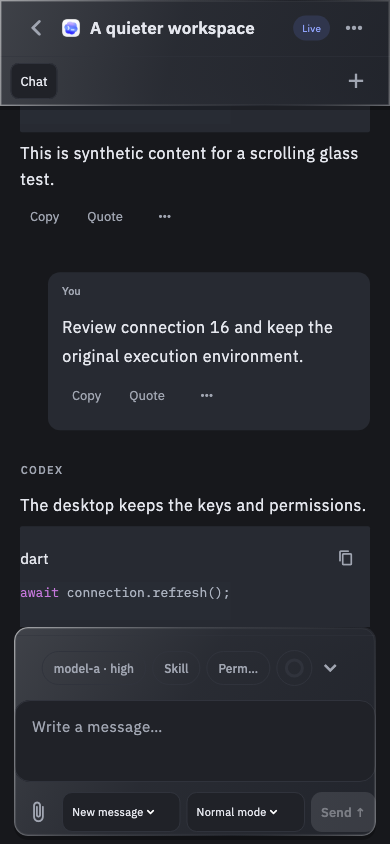 A quieter workspace
Live
Chat
This is synthetic content for a scrolling glass
test.
Copy Quote
You
Review connection 16 and keep the
original execution environment.
Copy Quote
CODEX
The desktop keeps the keys and permissions.
dart
await connection.refresh();
model-a · high Skill Perm...
Write a message...
New message Normal mode Send ↑